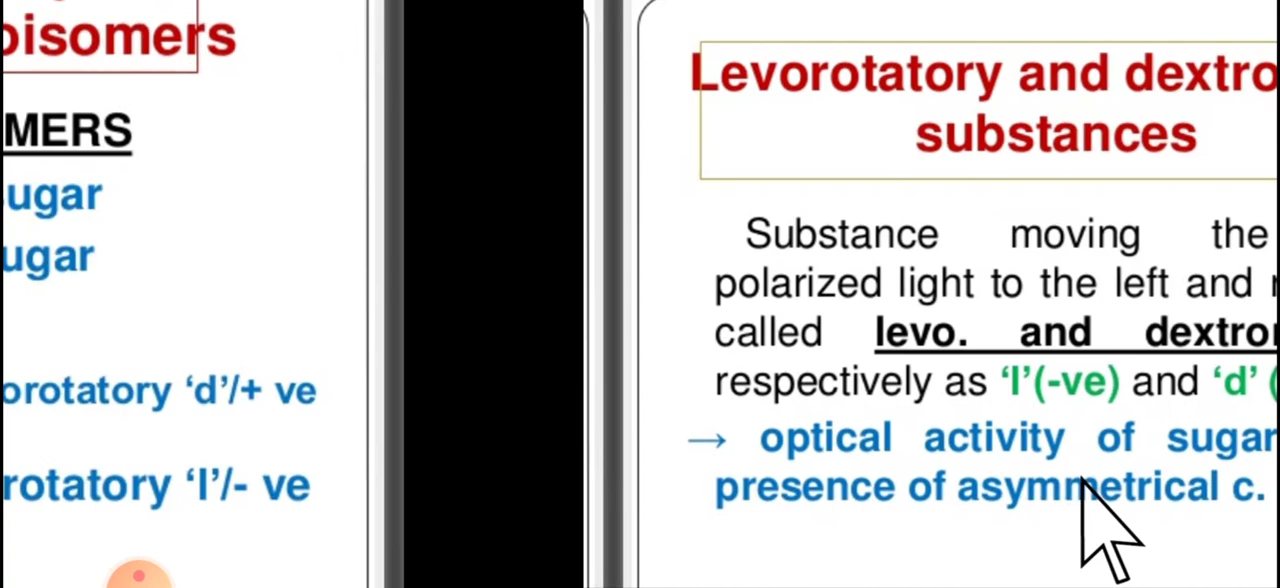 oisomers
MERS
ugar
ugar
orotatory ‘d’/+ ve
rotatory ‘l’/- ve
Levorotatory and dextro
substances
Substance moving the
polarized light to the left and
called levo. and dextro
respectively as ‘l’(-ve) and ‘d’ (
→ optical activity of sugar
presence of asymmetrical c.